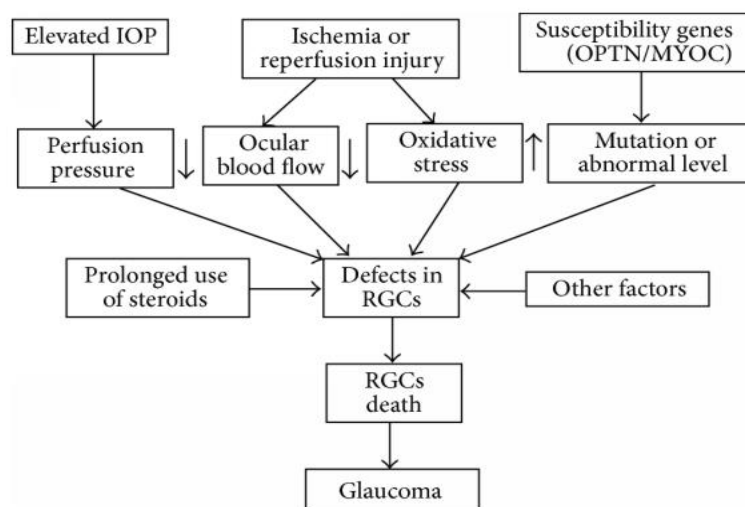 Elevated IOP
Ischemia or
reperfusion injury
Susceptibility genes
(OPTN/MYOC)
Perfusion
pressure
Ocular
blood flow
Oxidative
stress
Mutation or
abnormal level
Prolonged use
of steroids
Defects in
RGCs
Other factors
RGCs
death
Glaucoma